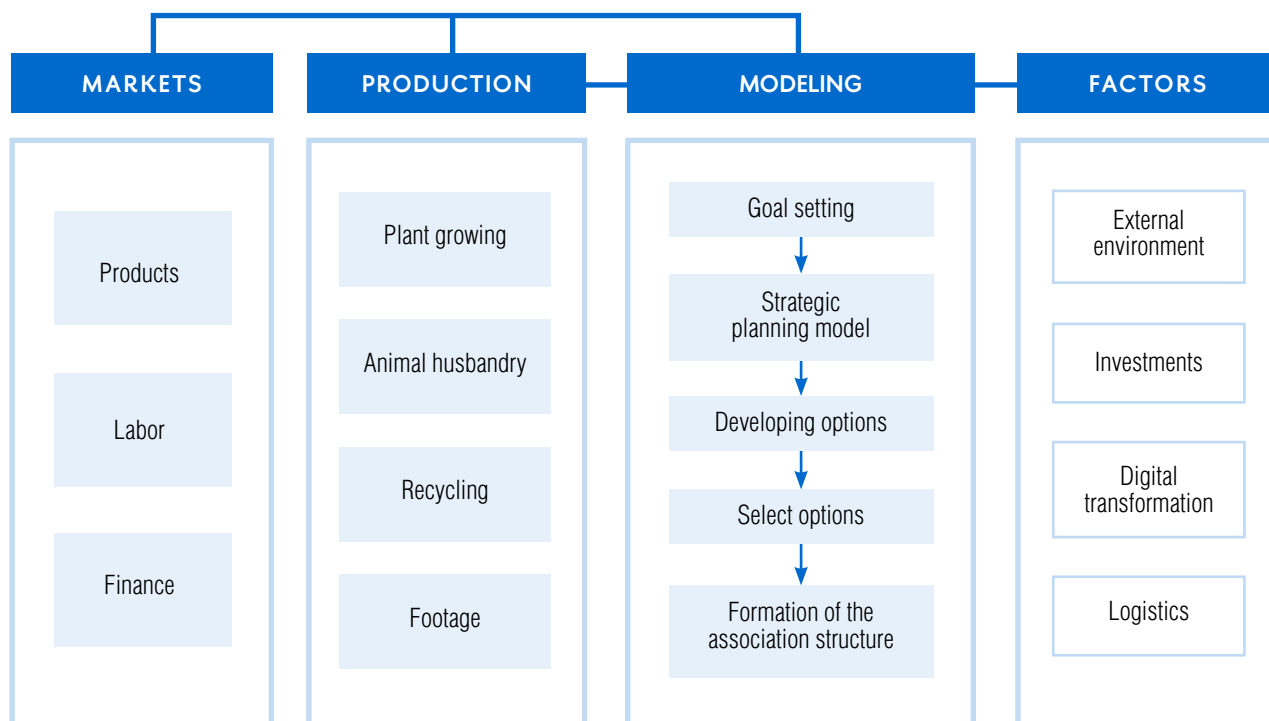 MARKETS
PRODUCTION
MODELING
FACTORS
Products
Labor
Finance
Plant growing
Animal husbandry
Recycling
Footage
Goal setting
Strategic
planning model
Developing options
Select options
Formation of the
association structure
External
environment
Investments
Digital
transformation
Logistics